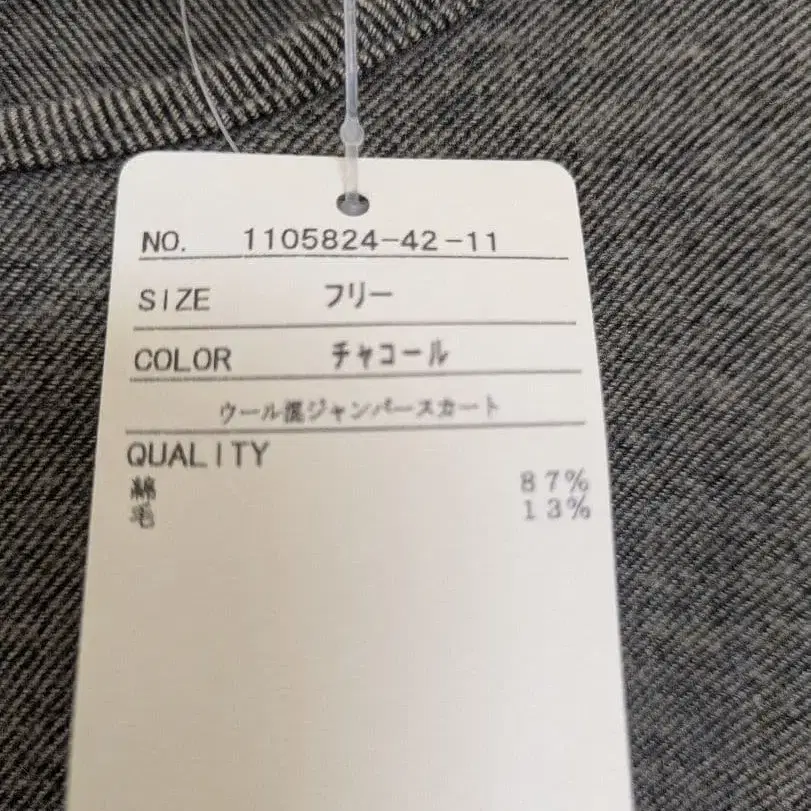 NO. 1105824-42-11
SIZE フリー
COLOR チャコール
ウール混ジャンパースカート
QUALITY
綿 87%
毛 13%